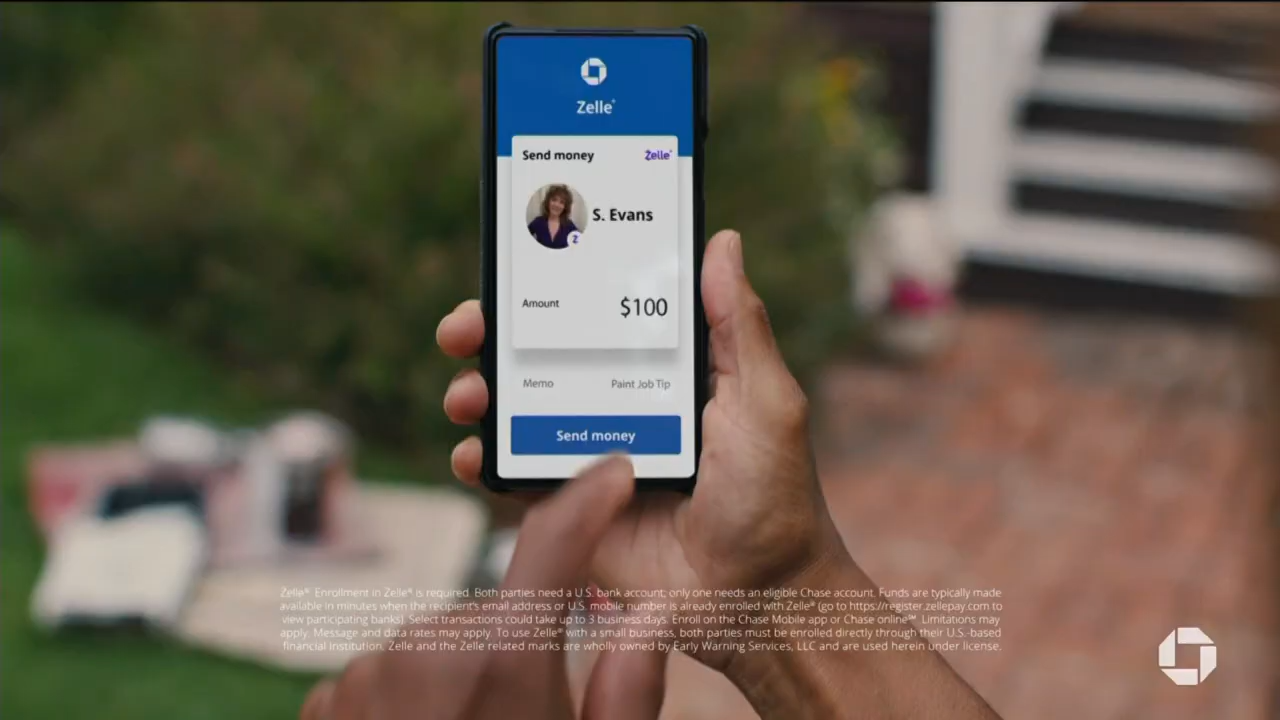 Zelle®
Send money Zelle®
S. Evans
Amount $100
Memo Paint Job Tip
Send money
Zelle®. Enrollment in Zelle® is required. Both parties need a U.S. bank account; only one needs an eligible Chase account. Funds are typically made
available in minutes when the recipient's email address or U.S. mobile number is already enrolled with Zelle® (go to https://register.zellepay.com to
view participating banks). Select transactions could take up to 3 business days. Enroll on the Chase Mobile app or Chase online℠. Limitations may
apply. Message and data rates may apply. To use Zelle® with a small business, both parties must be enrolled directly through their U.S.-based
financial institution. Zelle and the Zelle related marks are wholly owned by Early Warning Services, LLC and are used herein under license.